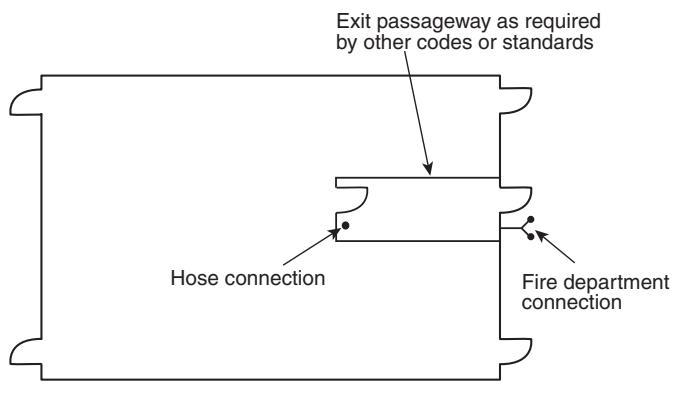 Exit passageway as required
by other codes or standards
Hose connection
Fire department
connection